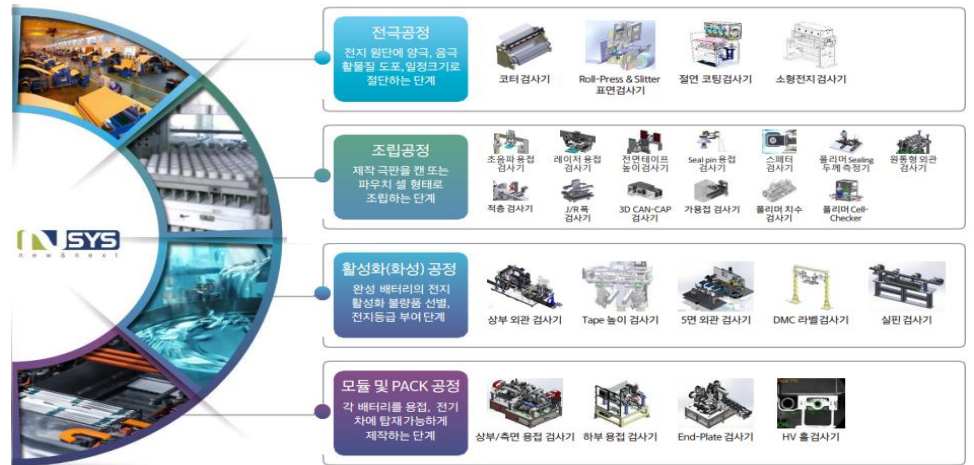 전극공정
전지 원단에 양극, 음극
활물질 도포,일정크기로
절단하는 단계
코터 검사기
Roll-Press & Slitter
표면검사기
절연 코팅검사기
소형전지검사기
조립공정
제작 극판을 캔 또는
파우치 셀 형태로
조립하는 단계
초음파 용접
검사기
레이저 용접
검사기
전면테이프
높이검사기
Seal pin 용접
검사기
스패터
검사기
폴리머 Sealing
두께 측정기
원통형 외관
검사기
적층 검사기
J/R 폭
검사기
3D CAN-CAP
검사기
가용접 검사기
폴리머 치수
검사기
폴리머 Cell-
Checker
NSYS
new & next
활성화(화성) 공정
완성 배터리의 전지
활성화 불량품 선별,
전지등급 부여 단계
상부 외관 검사기
Tape 높이 검사기
5면 외관 검사기
DMC 라벨검사기
실핀 검사기
모듈 및 PACK 공정
각 배터리를 용접, 전기
차에 탑재가능하게
제작하는 단계
상부/측면 용접 검사기
하부 용접 검사기
End-Plate 검사기
HV 홀검사기